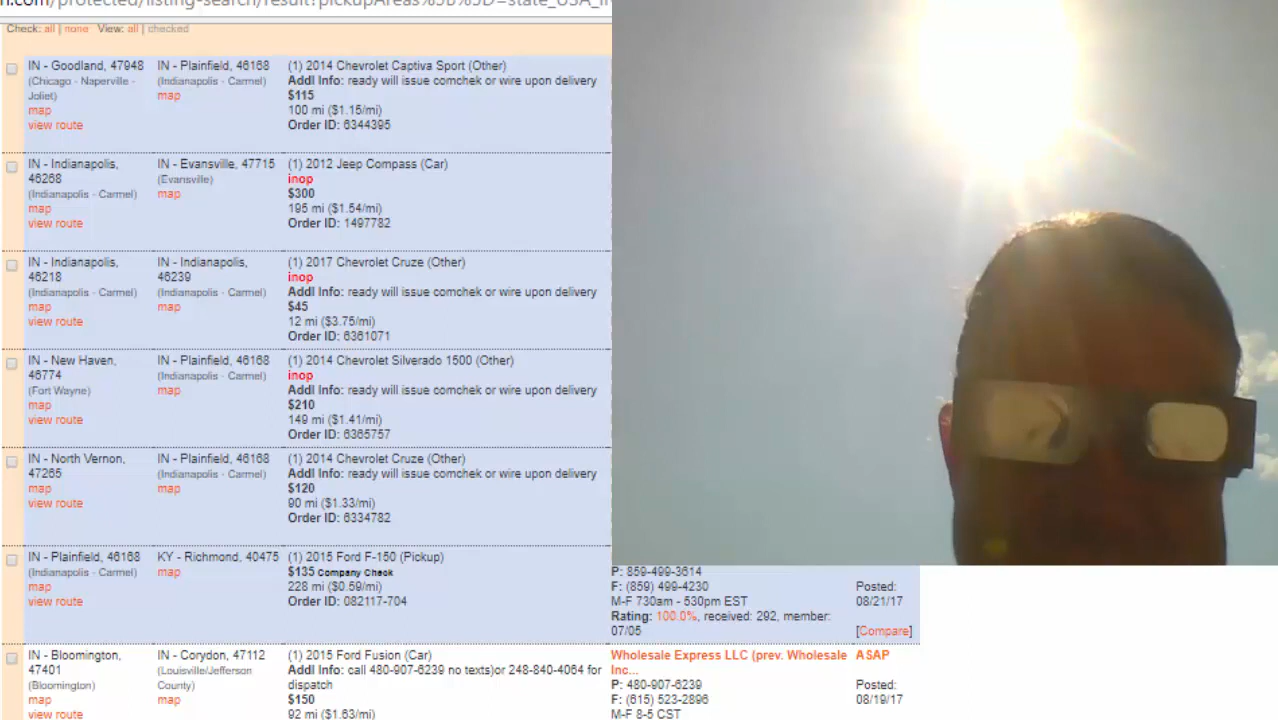 n.com/protected/listing-search/result?pickupAreas%5B%5D=state_USA_I
Check: all | none View: all | checked
IN - Goodland, 47948
(Chicago - Naperville -
Joliet)
map
view route
IN - Plainfield, 46168
(Indianapolis - Carmel)
map
(1) 2014 Chevrolet Captiva Sport (Other)
Addl Info: ready will issue comchek or wire upon delivery
$115
100 mi ($1.15/mi)
Order ID: 6344395
IN - Indianapolis,
46268
(Indianapolis - Carmel)
map
view route
IN - Evansville, 47715
(Evansville)
map
(1) 2012 Jeep Compass (Car)
inop
$300
195 mi ($1.54/mi)
Order ID: 1497782
IN - Indianapolis,
46218
(Indianapolis - Carmel)
map
view route
IN - Indianapolis,
46239
(Indianapolis - Carmel)
map
(1) 2017 Chevrolet Cruze (Other)
inop
Addl Info: ready will issue comchek or wire upon delivery
$45
12 mi ($3.75/mi)
Order ID: 6361071
IN - New Haven,
46774
(Fort Wayne)
map
view route
IN - Plainfield, 46168
(Indianapolis - Carmel)
map
(1) 2014 Chevrolet Silverado 1500 (Other)
inop
Addl Info: ready will issue comchek or wire upon delivery
$210
149 mi ($1.41/mi)
Order ID: 6365757
IN - North Vernon,
47265
(Indianapolis - Carmel)
map
view route
IN - Plainfield, 46168
(Indianapolis - Carmel)
map
(1) 2014 Chevrolet Cruze (Other)
Addl Info: ready will issue comchek or wire upon delivery
$120
90 mi ($1.33/mi)
Order ID: 6334782
IN - Plainfield, 46168
(Indianapolis - Carmel)
map
view route
KY - Richmond, 40475
map
(1) 2015 Ford F-150 (Pickup)
$135 Company Check
228 mi ($0.59/mi)
Order ID: 082117-704
P: 859-499-3614
F: (859) 499-4230
M-F 730am - 530pm EST
Rating: 100.0%, received: 292, member:
07/05
Posted:
08/21/17
[Compare]
IN - Bloomington,
47401
(Bloomington)
map
view route
IN - Corydon, 47112
(Louisville/Jefferson
County)
map
(1) 2015 Ford Fusion (Car)
Addl Info: call 480-907-6239 no texts)or 248-840-4064 for
dispatch
$150
92 mi ($1.63/mi)
Wholesale Express LLC (prev. Wholesale
Inc...
P: 480-907-6239
F: (615) 523-2896
M-F 8-5 CST
ASAP
Posted:
08/19/17